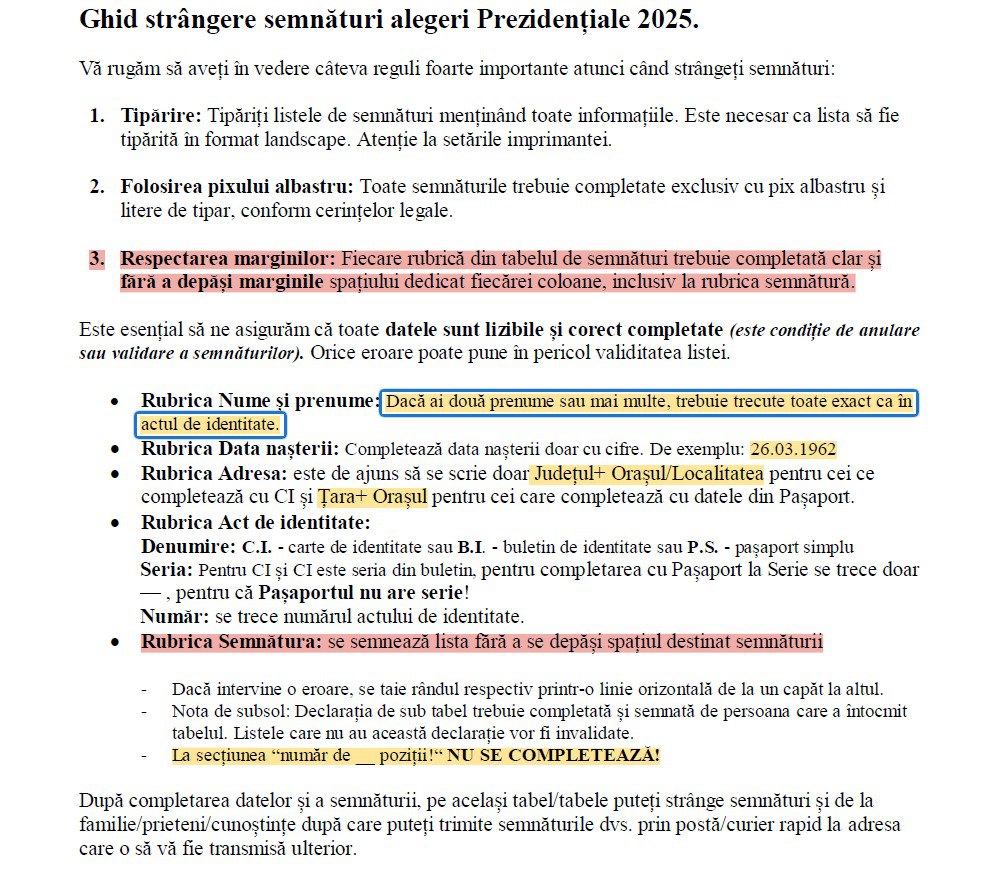 Ghid strângere semnături alegeri Prezidențiale 2025.
Vă rugăm să aveți în vedere câteva reguli foarte importante atunci când strângeți semnături:
1. Tipărire: Tipăriți listele de semnături menținând toate informațiile. Este necesar ca lista să fie
tipărită în format landscape. Atenție la setările imprimantei.
2. Folosirea pixului albastru: Toate semnăturile trebuie completate exclusiv cu pix albastru și
litere de tipar, conform cerințelor legale.
3. Respectarea marginilor: Fiecare rubrică din tabelul de semnături trebuie completată clar și
fără a depăși marginile spațiului dedicat fiecărei coloane, inclusiv la rubrica semnătură.
Este esențial să ne asigurăm că toate datele sunt lizibile și corect completate (este condiție de anulare
sau validare a semnăturilor). Orice eroare poate pune în pericol validitatea listei.
• Rubrica Nume și prenume: Dacă ai două prenume sau mai multe, trebuie trecute toate exact ca în
actul de identitate.
• Rubrica Data nașterii: Completează data nașterii doar cu cifre. De exemplu: 26.03.1962
• Rubrica Adresa: este de ajuns să se scrie doar Județul+ Orașul/Localitatea pentru cei ce
completează cu CI și Țara+ Orașul pentru cei care completează cu datele din Pașaport.
• Rubrica Act de identitate:
Denumire: C.I. - carte de identitate sau B.I. - buletin de identitate sau P.S. - pașaport simplu
Seria: Pentru CI și CI este seria din buletin, pentru completarea cu Pașaport la Serie se trece doar
— , pentru că Pașaportul nu are serie!
Număr: se trece numărul actului de identitate.
• Rubrica Semnătura: se semnează lista fără a se depăși spațiul destinat semnăturii
- Dacă intervine o eroare, se taie rândul respectiv printr-o linie orizontală de la un capăt la altul.
- Nota de subsol: Declarația de sub tabel trebuie completată și semnată de persoana care a întocmit
tabelul. Listele care nu au această declarație vor fi invalidate.
- La secțiunea “număr de __ poziții!“ NU SE COMPLETEAZĂ!
După completarea datelor și a semnăturii, pe același tabel/tabele puteți strânge semnături și de la
familie/prieteni/cunoștințe după care puteți trimite semnăturile dvs. prin poștă/curier rapid la adresa
care o să vă fie transmisă ulterior.